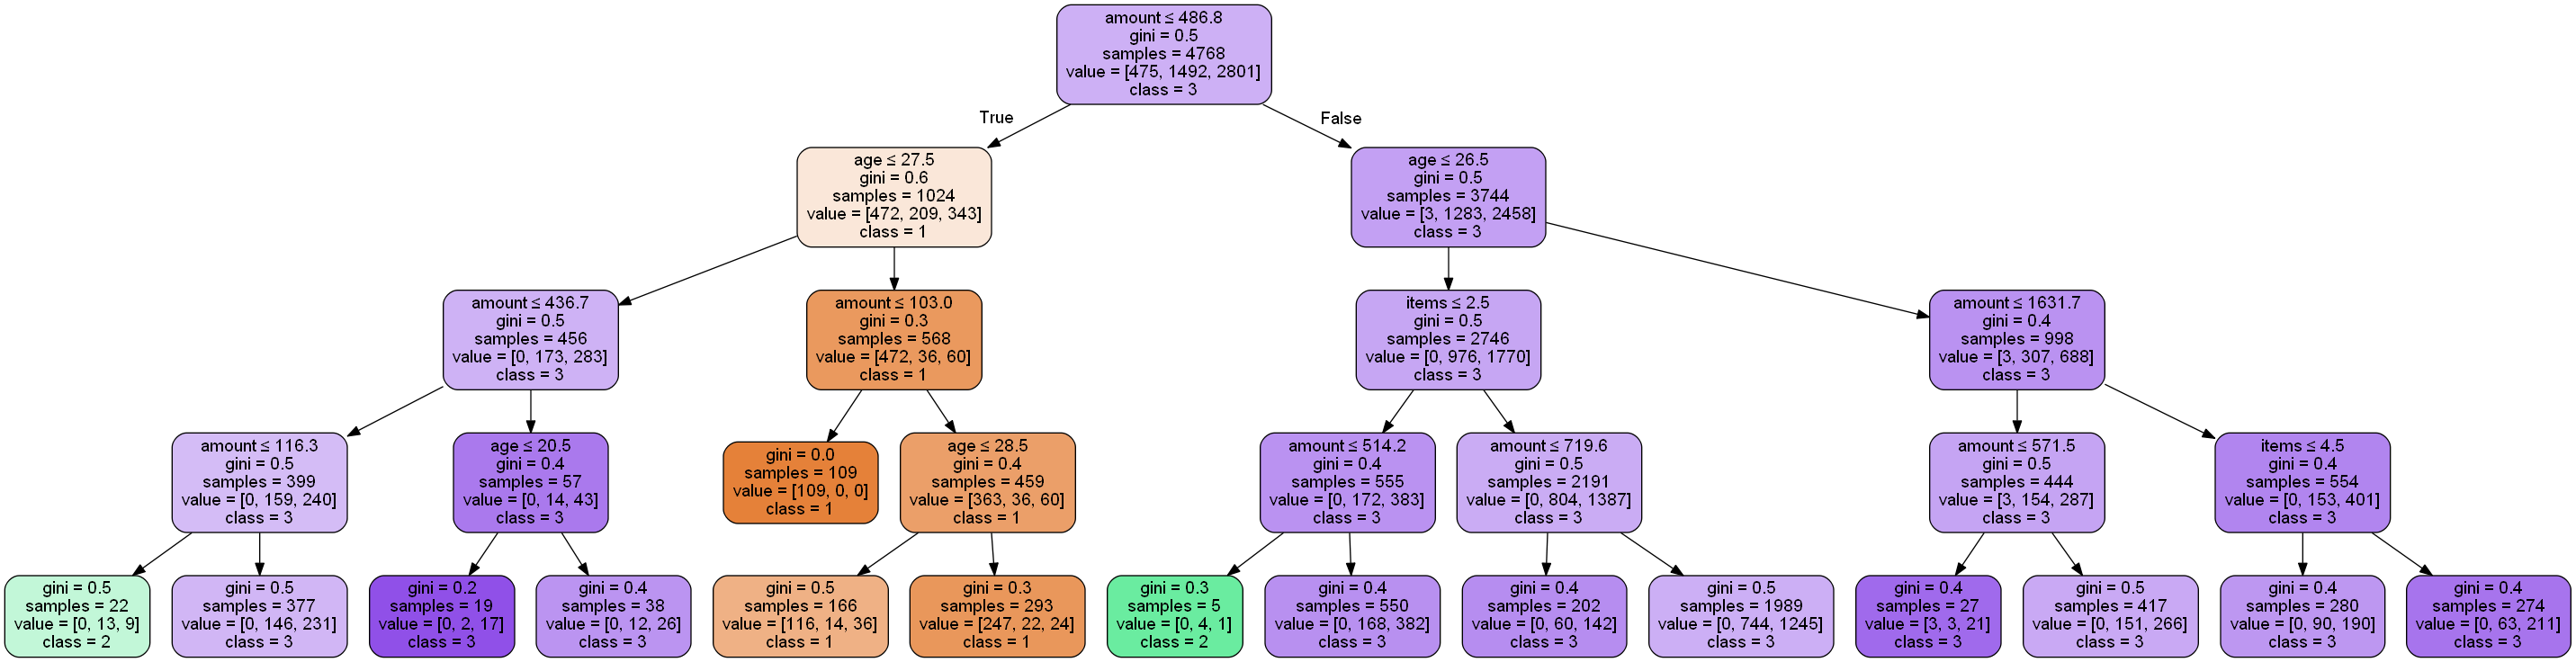 amount ≤ 486.8
gini = 0.5
samples = 4768
value = [475, 1492, 2801]
class = 3
True
False
age ≤ 27.5
gini = 0.6
samples = 1024
value = [472, 209, 343]
class = 1
age ≤ 26.5
gini = 0.5
samples = 3744
value = [3, 1283, 2458]
class = 3
amount ≤ 436.7
gini = 0.5
samples = 456
value = [0, 173, 283]
class = 3
amount ≤ 103.0
gini = 0.3
samples = 568
value = [472, 36, 60]
class = 1
items ≤ 2.5
gini = 0.5
samples = 2746
value = [0, 976, 1770]
class = 3
amount ≤ 1631.7
gini = 0.4
samples = 998
value = [3, 307, 688]
class = 3
amount ≤ 116.3
gini = 0.5
samples = 399
value = [0, 159, 240]
class = 3
age ≤ 20.5
gini = 0.4
samples = 57
value = [0, 14, 43]
class = 3
gini = 0.0
samples = 109
value = [109, 0, 0]
class = 1
age ≤ 28.5
gini = 0.4
samples = 459
value = [363, 36, 60]
class = 1
amount ≤ 514.2
gini = 0.4
samples = 555
value = [0, 172, 383]
class = 3
amount ≤ 719.6
gini = 0.5
samples = 2191
value = [0, 804, 1387]
class = 3
amount ≤ 571.5
gini = 0.5
samples = 444
value = [3, 154, 287]
class = 3
items ≤ 4.5
gini = 0.4
samples = 554
value = [0, 153, 401]
class = 3
gini = 0.5
samples = 22
value = [0, 13, 9]
class = 2
gini = 0.5
samples = 377
value = [0, 146, 231]
class = 3
gini = 0.2
samples = 19
value = [0, 2, 17]
class = 3
gini = 0.4
samples = 38
value = [0, 12, 26]
class = 3
gini = 0.5
samples = 166
value = [116, 14, 36]
class = 1
gini = 0.3
samples = 293
value = [247, 22, 24]
class = 1
gini = 0.3
samples = 5
value = [0, 4, 1]
class = 2
gini = 0.4
samples = 550
value = [0, 168, 382]
class = 3
gini = 0.4
samples = 202
value = [0, 60, 142]
class = 3
gini = 0.5
samples = 1989
value = [0, 744, 1245]
class = 3
gini = 0.4
samples = 27
value = [3, 3, 21]
class = 3
gini = 0.5
samples = 417
value = [0, 151, 266]
class = 3
gini = 0.4
samples = 280
value = [0, 90, 190]
class = 3
gini = 0.4
samples = 274
value = [0, 63, 211]
class = 3